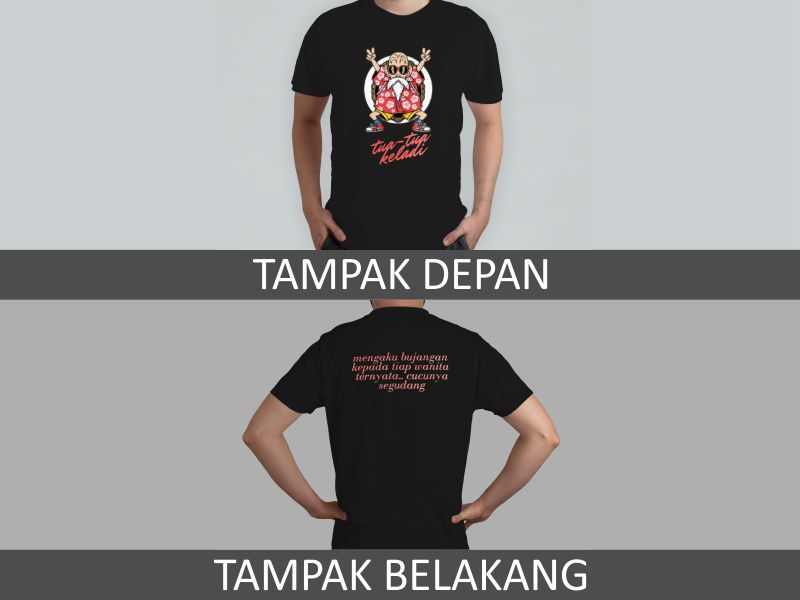 tua-tua
keladi
TAMPAK DEPAN
mengaku bujangan
kepada tiap wanita
ternyata.. cucunya
segudang
TAMPAK BELAKANG